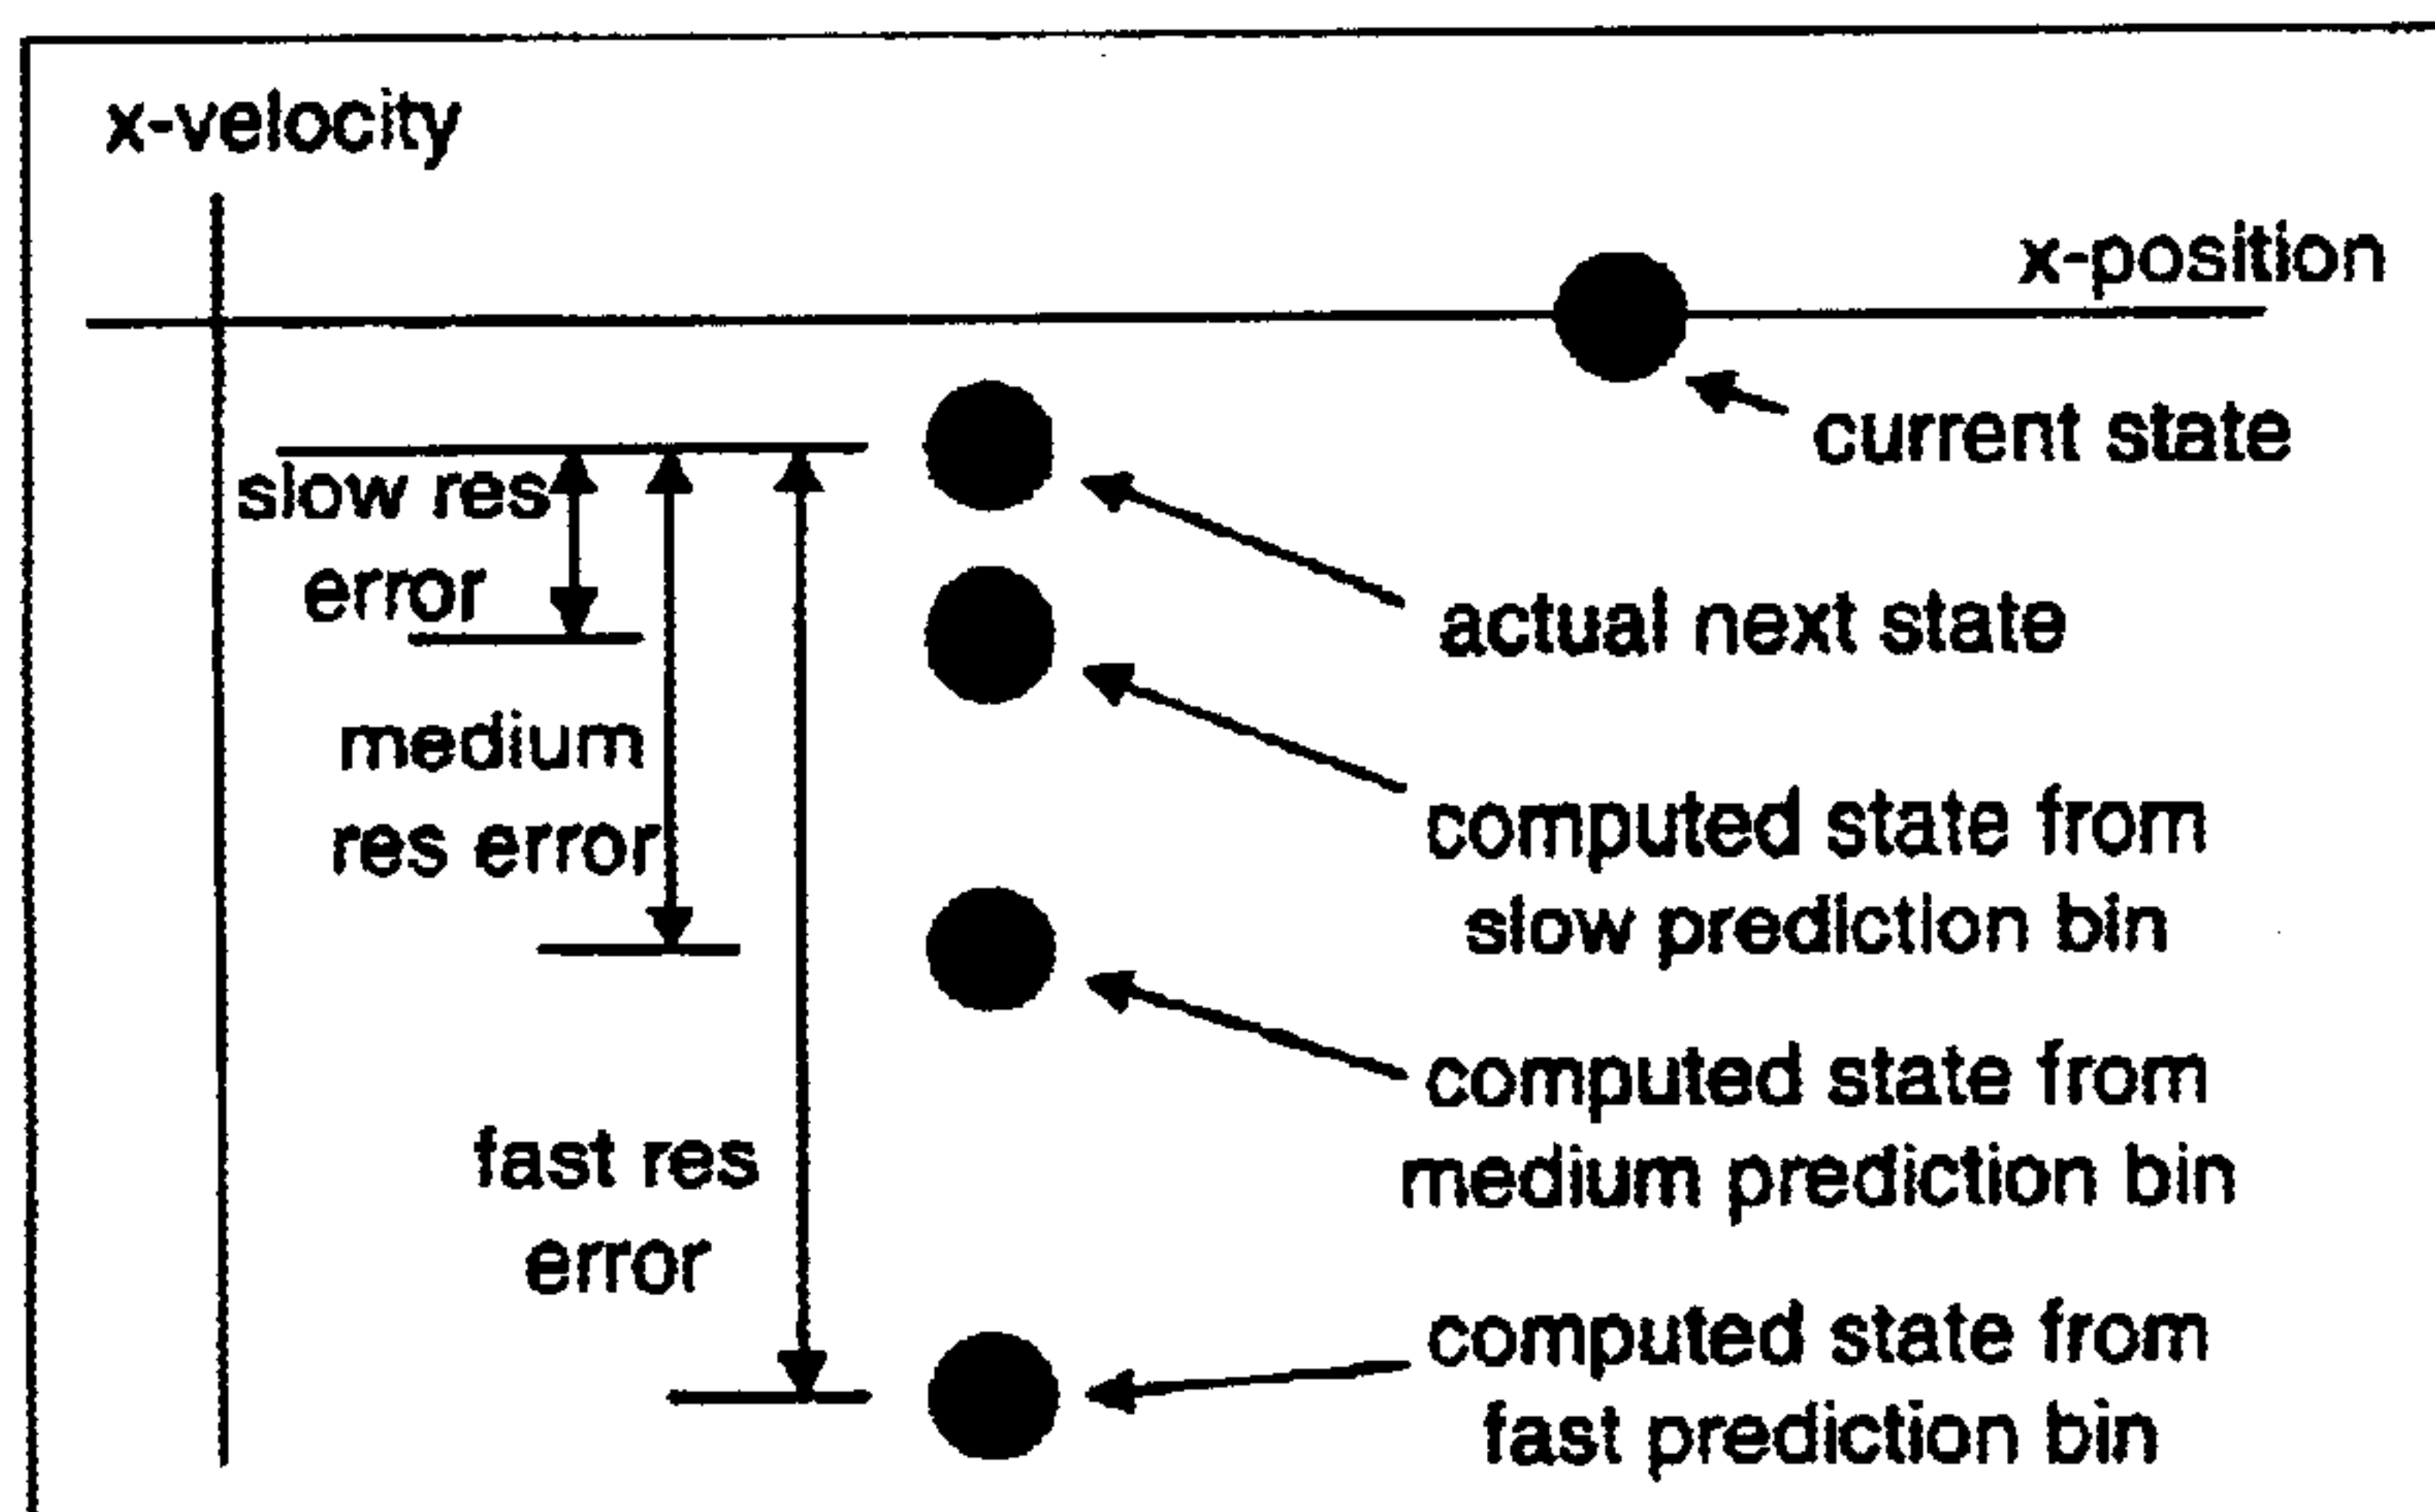 x-velocity
x-position
current state
slow res
error
actual next state
medium
res error
computed state from
slow prediction bin
computed state from
medium prediction bin
fast res
error
computed state from
fast prediction bin